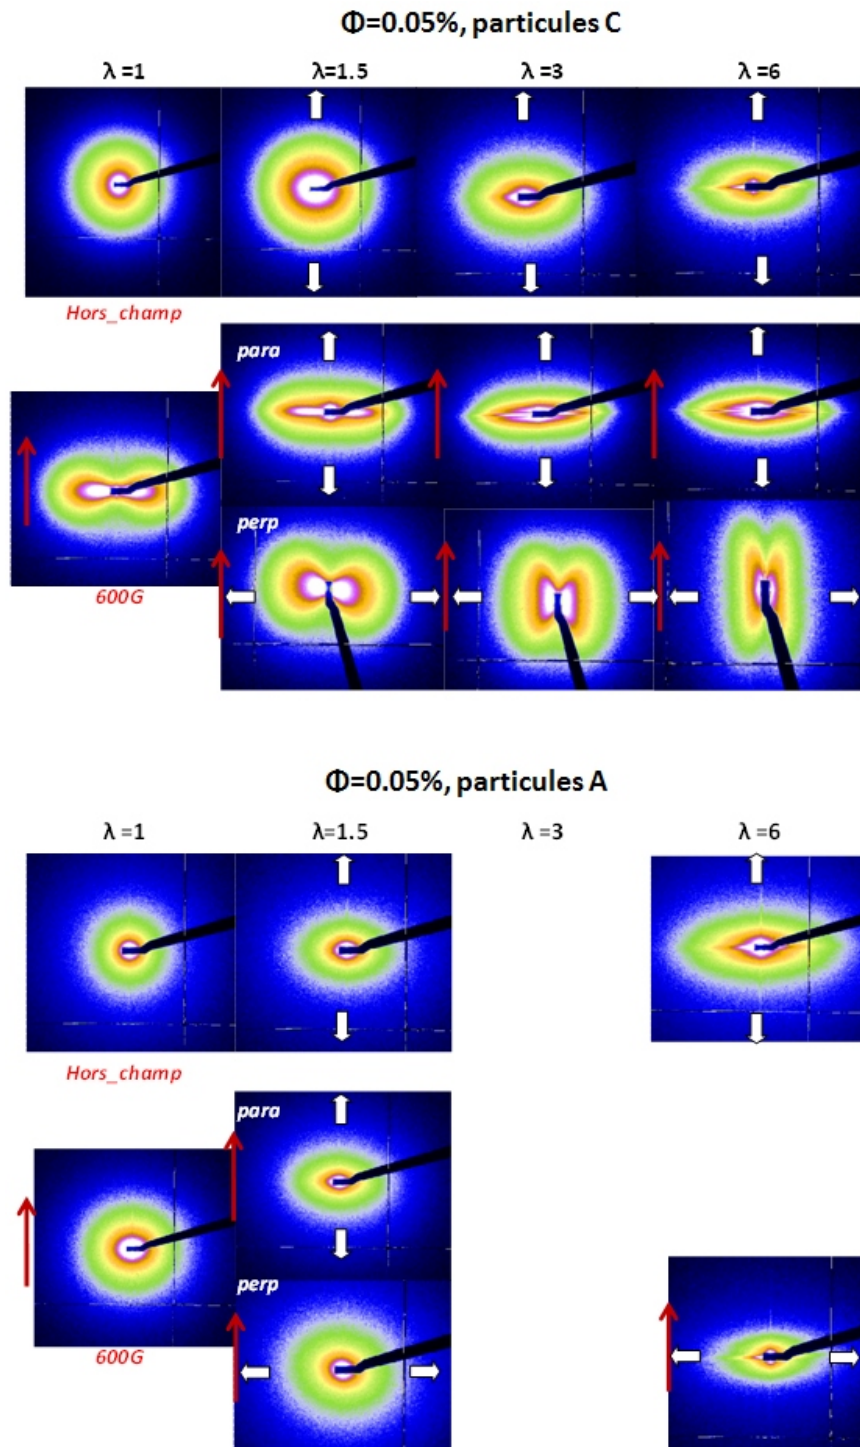 Φ=0.05%, particules C
λ =1 λ=1.5 λ=3 λ =6
Hors_champ
para
perp
600G
Φ=0.05%, particules A
λ =1 λ=1.5 λ =3 λ =6
Hors_champ
para
perp
600G